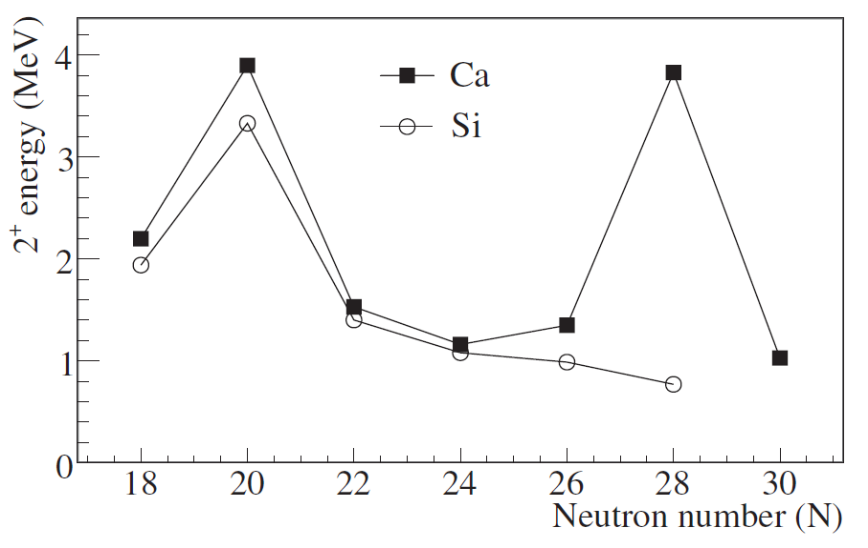 2+ energy (MeV)
4
3
2
1
0
Ca
Si
18 20 22 24 26 28 30
Neutron number (N)